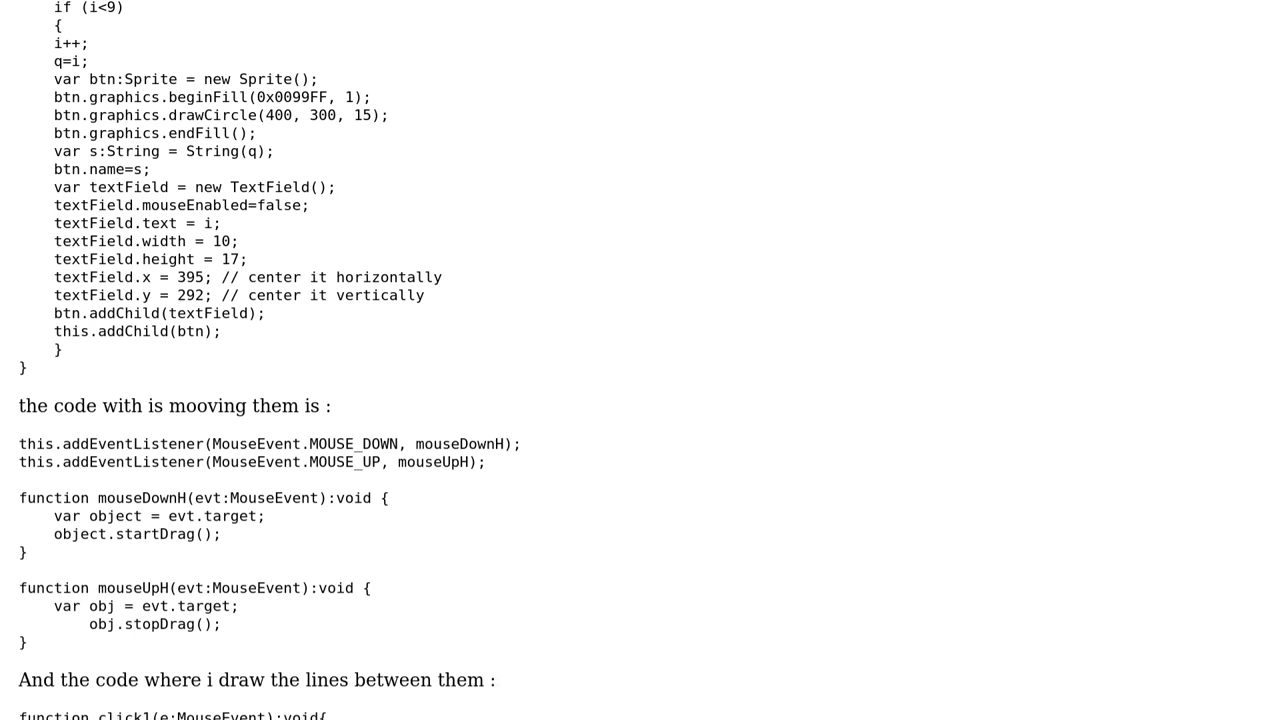 if (i<9)
{
i++;
q=i;
var btn:Sprite = new Sprite();
btn.graphics.beginFill(0x0099FF, 1);
btn.graphics.drawCircle(400, 300, 15);
btn.graphics.endFill();
var s:String = String(q);
btn.name=s;
var textField = new TextField();
textField.mouseEnabled=false;
textField.text = i;
textField.width = 10;
textField.height = 17;
textField.x = 395; // center it horizontally
textField.y = 292; // center it vertically
btn.addChild(textField);
this.addChild(btn);
}
}
the code with is mooving them is :
this.addEventListener(MouseEvent.MOUSE_DOWN, mouseDownH);
this.addEventListener(MouseEvent.MOUSE_UP, mouseUpH);
function mouseDownH(evt:MouseEvent):void {
var object = evt.target;
object.startDrag();
}
function mouseUpH(evt:MouseEvent):void {
var obj = evt.target;
obj.stopDrag();
}
And the code where i draw the lines between them :
function click1(e:MouseEvent):void{